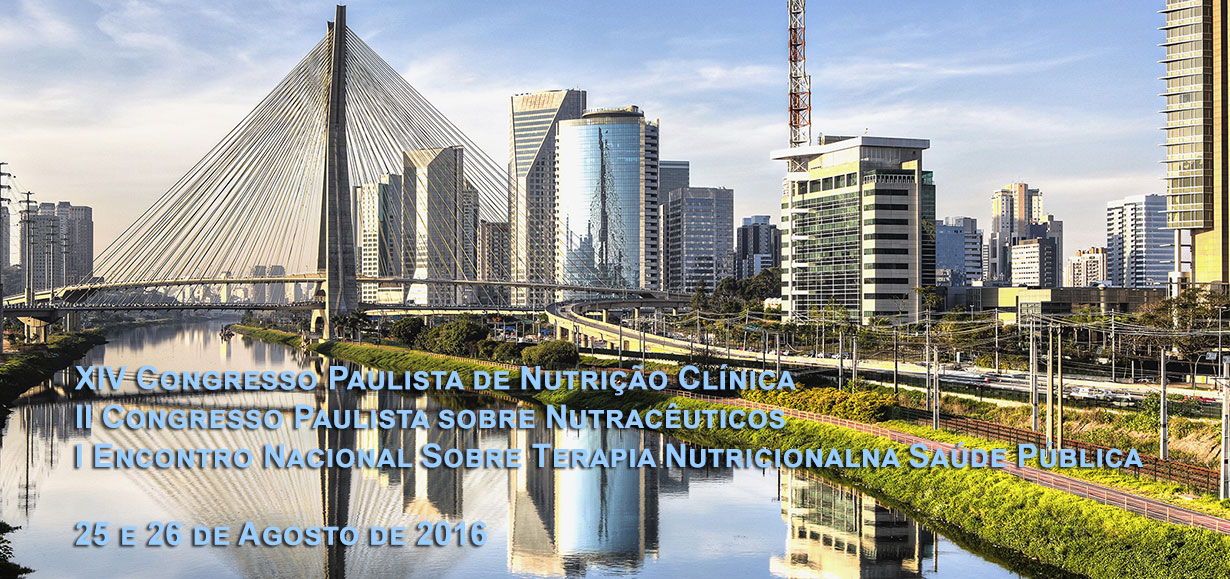 XIV Congresso Paulista de Nutrição Clínica
II Congresso Paulista sobre Nutracêuticos
I Encontro Nacional Sobre Terapia Nutricionalna Saúde Pública
25 e 26 de Agosto de 2016